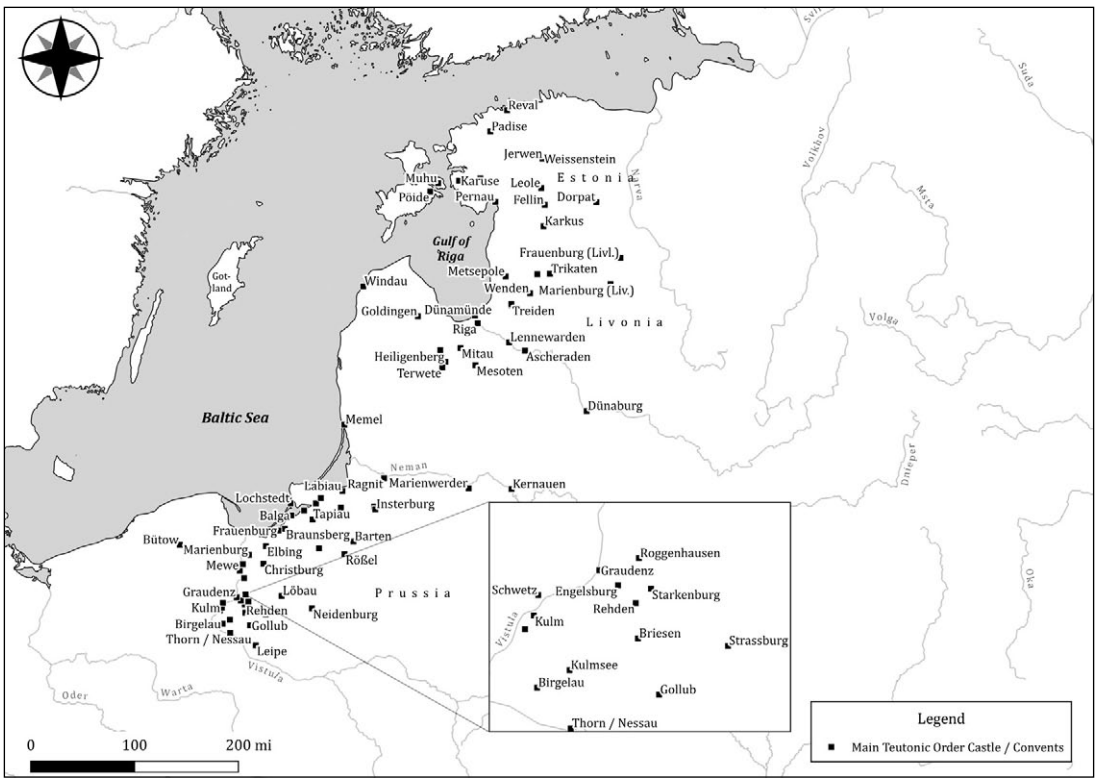 Svir
Suda
Reval
Padise
Volkhov
Jerwen
Weissenstein
Estonia
Narva
Muhu
Karuse
Leole
Pöide
Pernau
Fellin
Dorpat
Msta
Karkus
Gulf of
Riga
Frauenburg (Livl.)
Metsepole
Trikaten
Got-
land
Windau
Wenden
Marienburg (Liv.)
Goldingen
Dünamünde
Treiden
Riga
Livonia
Volga
Lennewarden
Heiligenberg
Mitau
Ascheraden
Terwete
Mesoten
Dünaburg
Baltic Sea
Memel
Dnieper
Neman
Labiau
Ragnit
Marienwerder
Kernauen
Lochstedt
Balga
Tapiau
Insterburg
Frauenburg
Braunsberg
Barten
Bütow
Marienburg
Elbing
Rößel
Mewe
Christburg
Graudenz
Löbau
Prussia
Kulm
Rehden
Neidenburg
Birgelau
Gollub
Thorn / Nessau
Leipe
Vistula
Oder
Warta
Oka
Roggenhausen
Graudenz
Schwetz
Engelsburg
Starkenburg
Rehden
Kulm
Vistula
Briesen
Strassburg
Kulmsee
Birgelau
Gollub
Thorn / Nessau
Legend
Main Teutonic Order Castle / Convents
0 100 200 mi